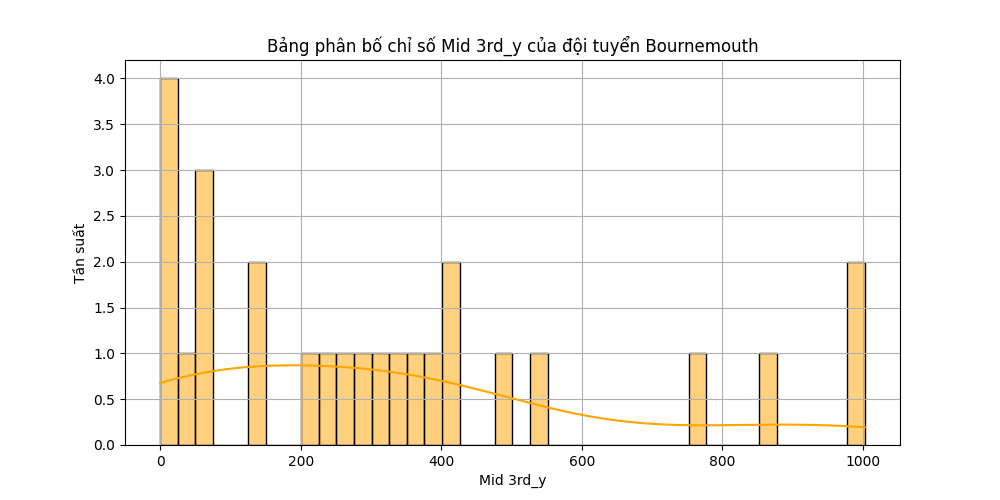 Bảng phân bố chỉ số Mid 3rd_y của đội tuyển Bournemouth
Tần suất
4.0
3.5
3.0
2.5
2.0
1.5
1.0
0.5
0.0
0 200 400 600 800 1000
Mid 3rd_y